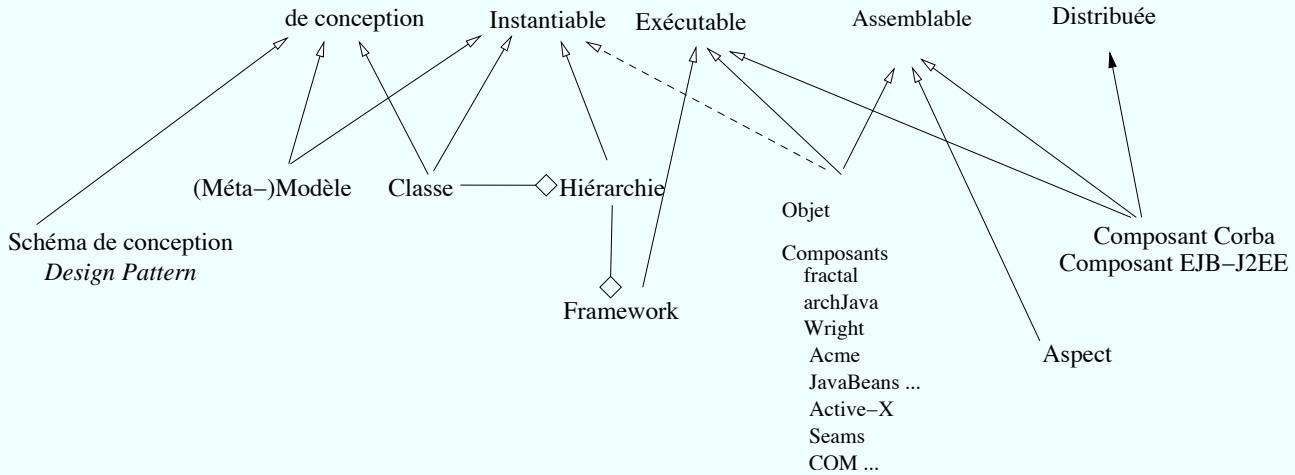 de conception
Instantiable
Exécutable
Assemblable
Distribuée
(Méta−)Modèle
Classe
Hiérarchie
Schéma de conception
Design Pattern
Framework
Objet
Composants
fractal
archJava
Wright
Acme
JavaBeans ...
Active−X
Seams
COM ...
Composant Corba
Composant EJB−J2EE
Aspect